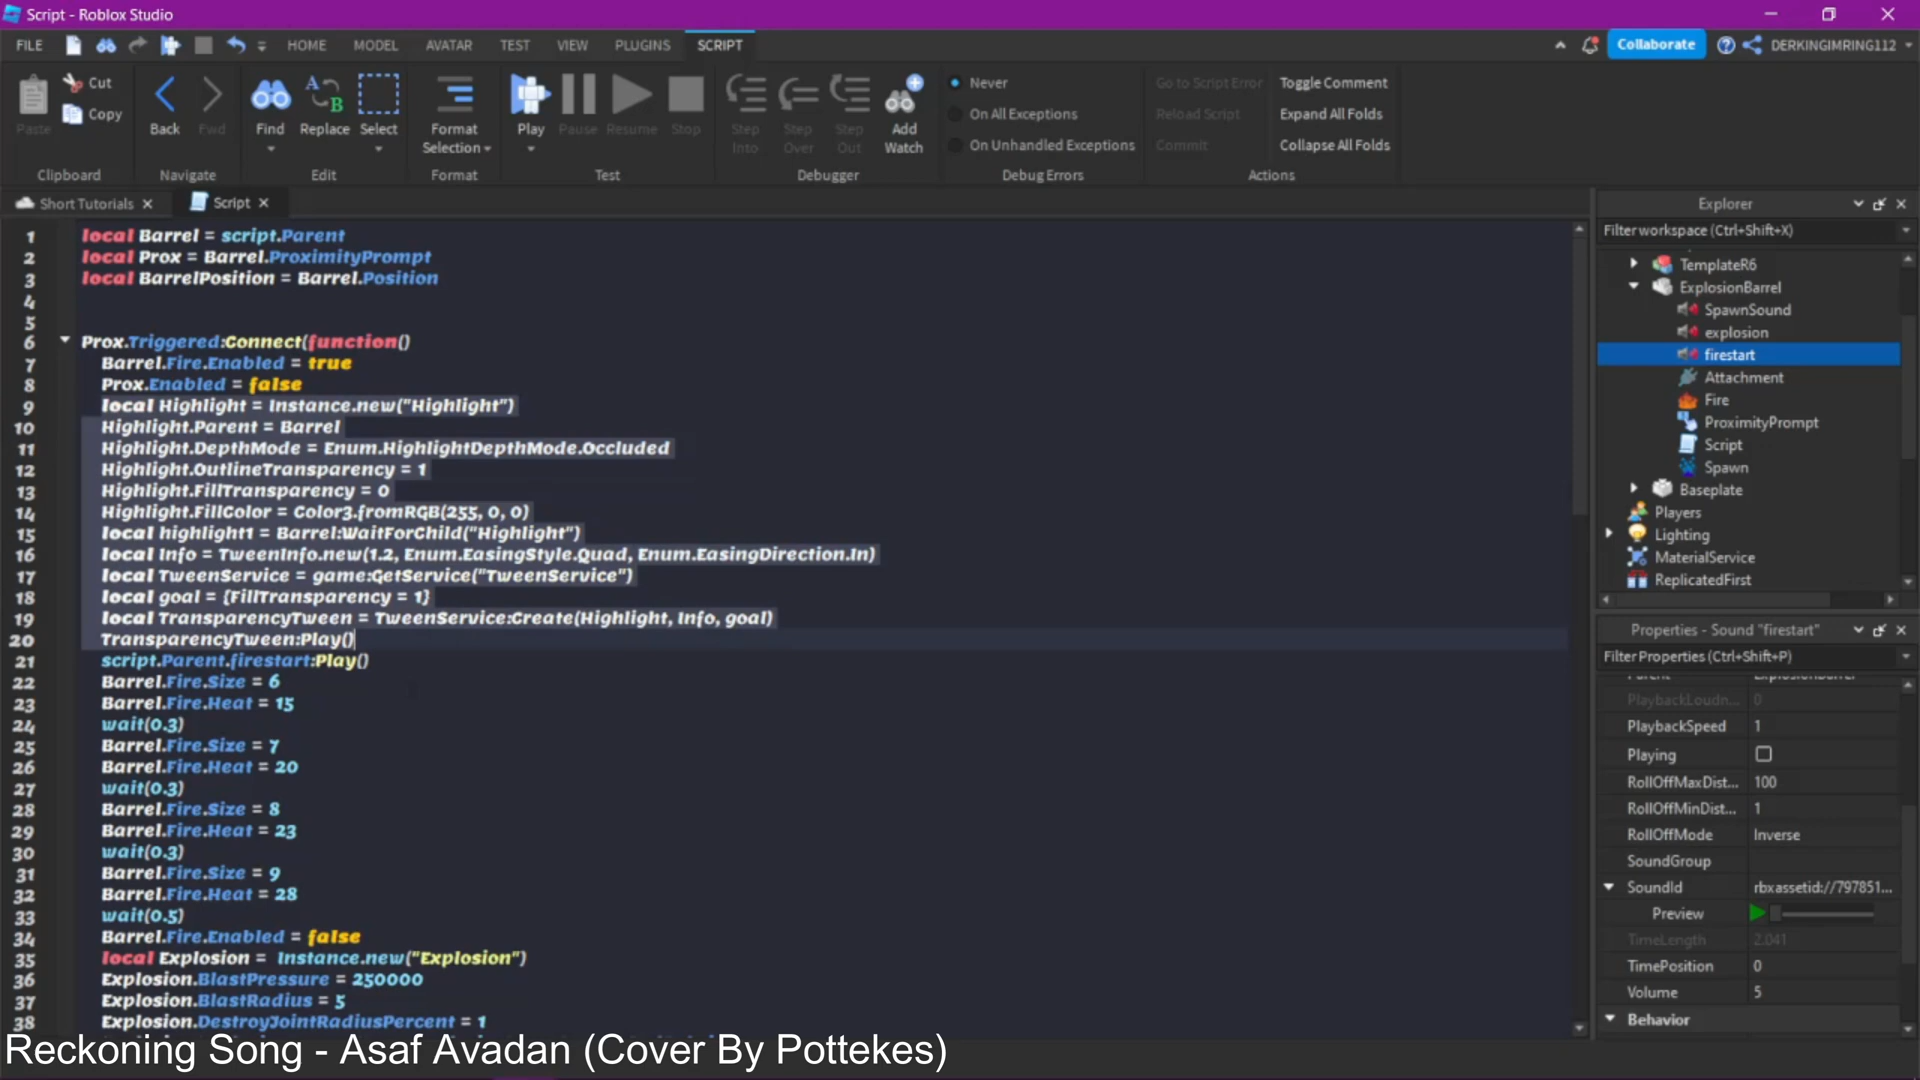 Script - Roblox Studio
FILE HOME MODEL AVATAR TEST VIEW PLUGINS SCRIPT Collaborate DERKINGIMRING112
Paste Cut Copy Back Fwd Find Replace Select Format Selection Play Pause Resume Stop Step Into Step Over Step Out Add Watch
Never Go to Script Error Toggle Comment
On All Exceptions Reload Script Expand All Folds
On Unhandled Exceptions Commit Collapse All Folds
Clipboard Navigate Edit Format Test Debugger Debug Errors Actions
Short Tutorials Script
1 local Barrel = script.Parent
2 local Prox = Barrel.ProximityPrompt
3 local BarrelPosition = Barrel.Position
4
5
6 Prox.Triggered:Connect(function()
7 Barrel.Fire.Enabled = true
8 Prox.Enabled = false
9 local Highlight = Instance.new("Highlight")
10 Highlight.Parent = Barrel
11 Highlight.DepthMode = Enum.HighlightDepthMode.Occluded
12 Highlight.OutlineTransparency = 1
13 Highlight.FillTransparency = 0
14 Highlight.FillColor = Color3.fromRGB(255, 0, 0)
15 local highlight1 = Barrel:WaitForChild("Highlight")
16 local Info = TweenInfo.new(1.2, Enum.EasingStyle.Quad, Enum.EasingDirection.In)
17 local TweenService = game:GetService("TweenService")
18 local goal = {FillTransparency = 1}
19 local TransparencyTween = TweenService:Create(Highlight, Info, goal)
20 TransparencyTween:Play()
21 script.Parent.firestart:Play()
22 Barrel.Fire.Size = 6
23 Barrel.Fire.Heat = 15
24 wait(0.3)
25 Barrel.Fire.Size = 7
26 Barrel.Fire.Heat = 20
27 wait(0.3)
28 Barrel.Fire.Size = 8
29 Barrel.Fire.Heat = 23
30 wait(0.3)
31 Barrel.Fire.Size = 9
32 Barrel.Fire.Heat = 28
33 wait(0.5)
34 Barrel.Fire.Enabled = false
35 local Explosion = Instance.new("Explosion")
36 Explosion.BlastPressure = 250000
37 Explosion.BlastRadius = 5
38 Explosion.DestroyJointRadiusPercent = 1
Explorer
Filter workspace (Ctrl+Shift+X)
TemplateR6
ExplosionBarrel
SpawnSound
explosion
firestart
Attachment
Fire
ProximityPrompt
Script
Spawn
Baseplate
Players
Lighting
MaterialService
ReplicatedFirst
Properties - Sound "firestart"
Filter Properties (Ctrl+Shift+P)
PlaybackLoudn... 0
PlaybackSpeed 1
Playing
RollOffMaxDist... 100
RollOffMinDist... 1
RollOffMode Inverse
SoundGroup
SoundId rbxassetid://797851...
Preview
TimeLength 2.041
TimePosition 0
Volume 5
Behavior
Reckoning Song - Asaf Avadan (Cover By Pottekes)